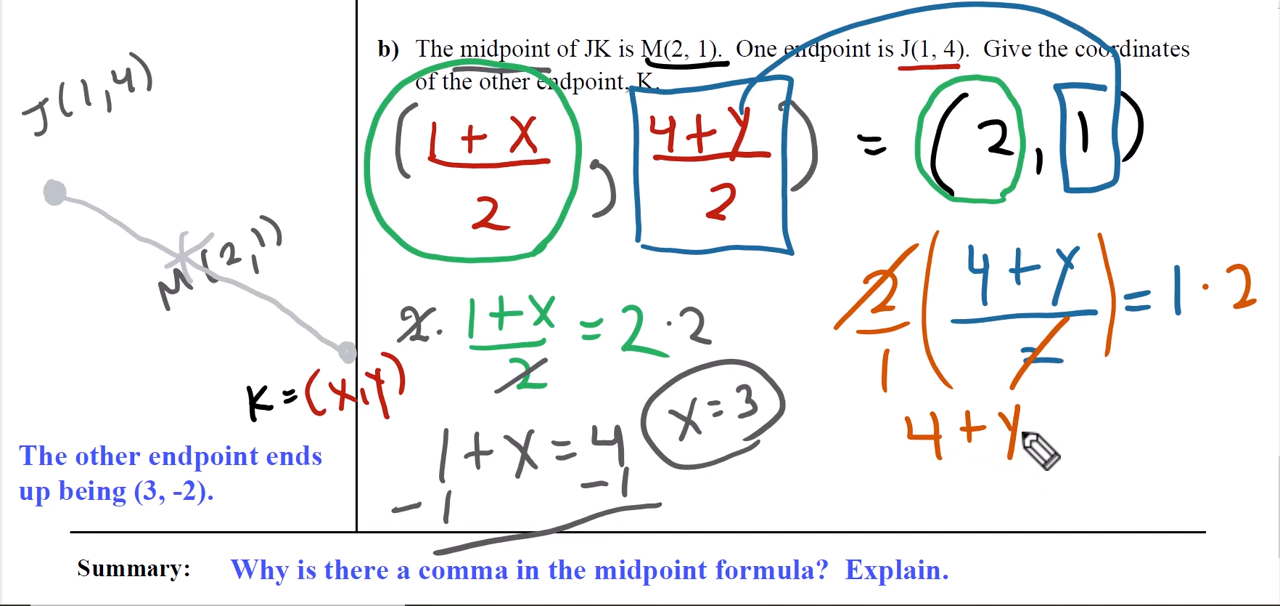 b) The midpoint of JK is M(2, 1). One endpoint is J(1, 4). Give the coordinates
of the other endpoint, K.
J(1,4)
M(2,1)
K = (x,y)
(1 + x / 2 , 4 + y / 2) = (2, 1)
2 · 1 + x / 2 = 2 · 2
1 + x = 4
-1 -1
x = 3
2 / 1 (4 + y / 2) = 1 · 2
4 + y
The other endpoint ends
up being (3, -2).
Summary: Why is there a comma in the midpoint formula? Explain.